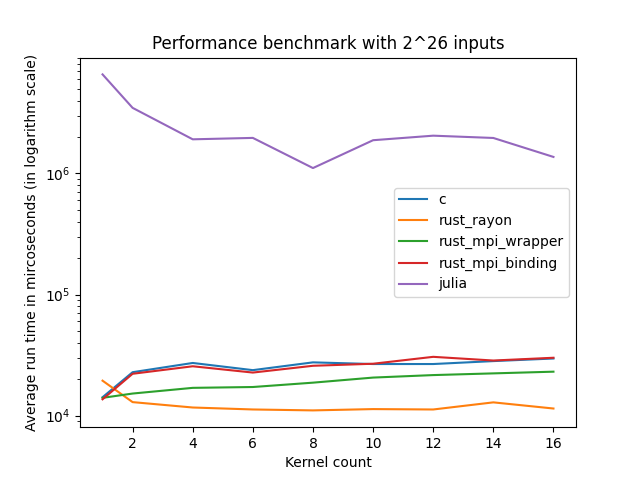 Performance benchmark with 2^26 inputs
Average run time in mircoseconds (in logarithm scale)
10^6
10^5
10^4
c
rust_rayon
rust_mpi_wrapper
rust_mpi_binding
julia
2 4 6 8 10 12 14 16
Kernel count